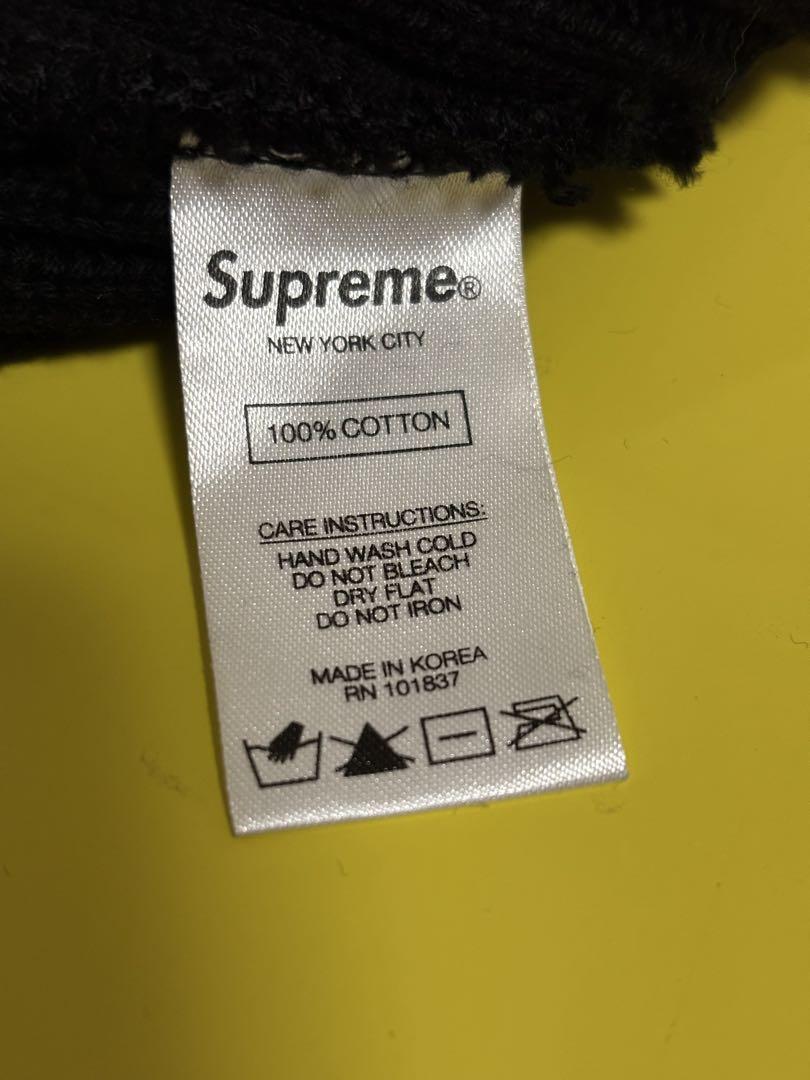 Supreme®
NEW YORK CITY
100% COTTON
CARE INSTRUCTIONS:
HAND WASH COLD
DO NOT BLEACH
DRY FLAT
DO NOT IRON
MADE IN KOREA
RN 101837